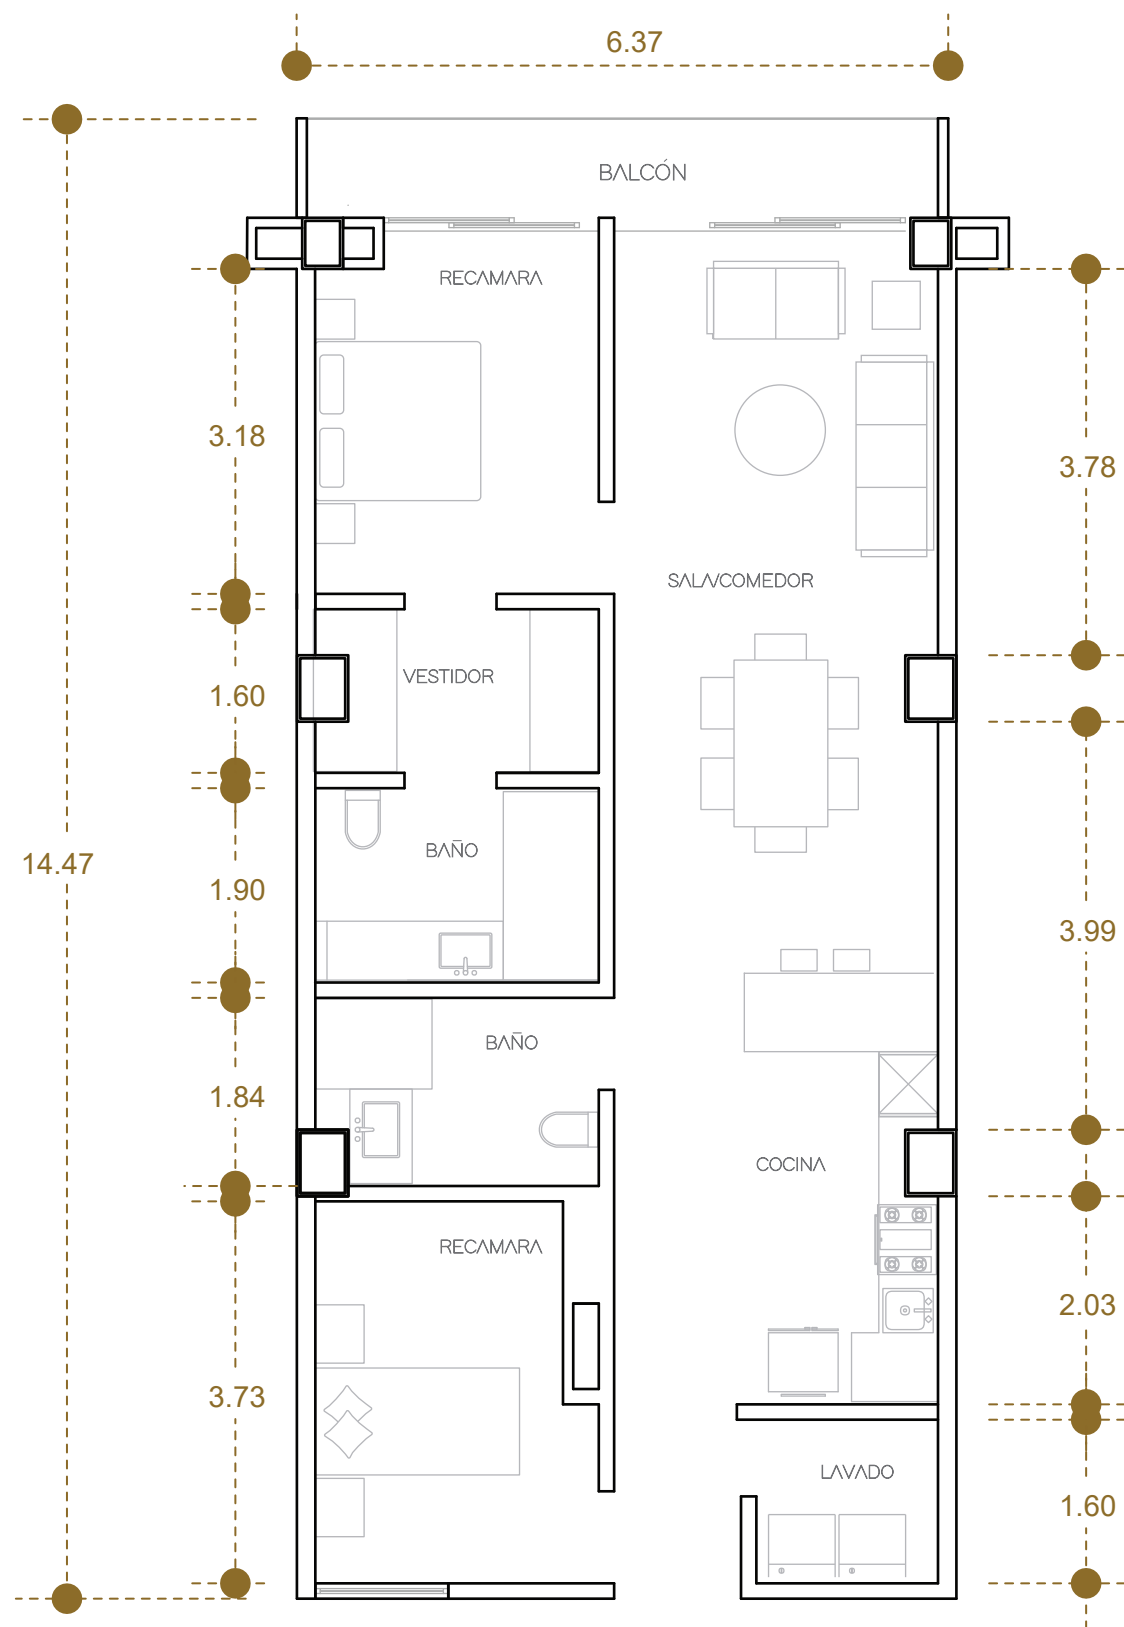 6.37
BALCÓN
RECAMARA
3.18
3.78
SALA/COMEDOR
VESTIDOR
1.60
BAÑO
14.47
1.90
3.99
BAÑO
1.84
COCINA
RECAMARA
2.03
3.73
LAVADO
1.60